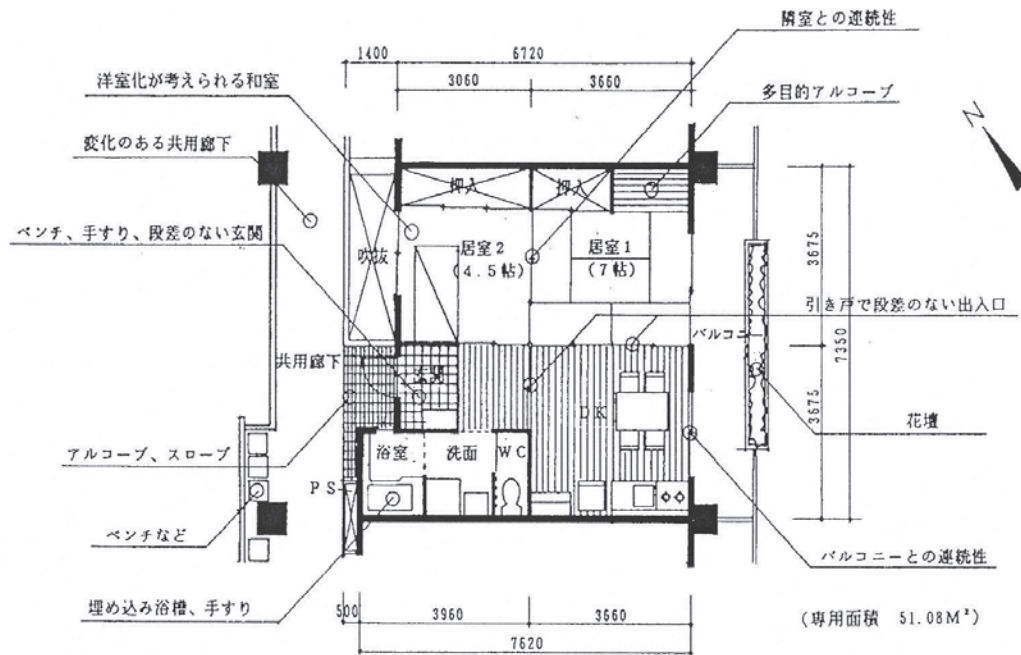 隣室との連続性
1400
6720
洋室化が考えられる和室
3060
3660
多目的アルコーブ
N
変化のある共用廊下
押入
押入
ベンチ、手すり、段差のない玄関
吹抜
居室2
(4.5帖)
居室1
(7帖)
3675
引き戸で段差のない出入口
バルコニー
7350
共用廊下
玄関
DK
3675
花壇
アルコーブ、スロープ
浴室
洗面
WC
PS
ベンチなど
バルコニーとの連続性
埋め込み浴槽、手すり
500
3960
3660
(専用面積 51.08M²)
7620